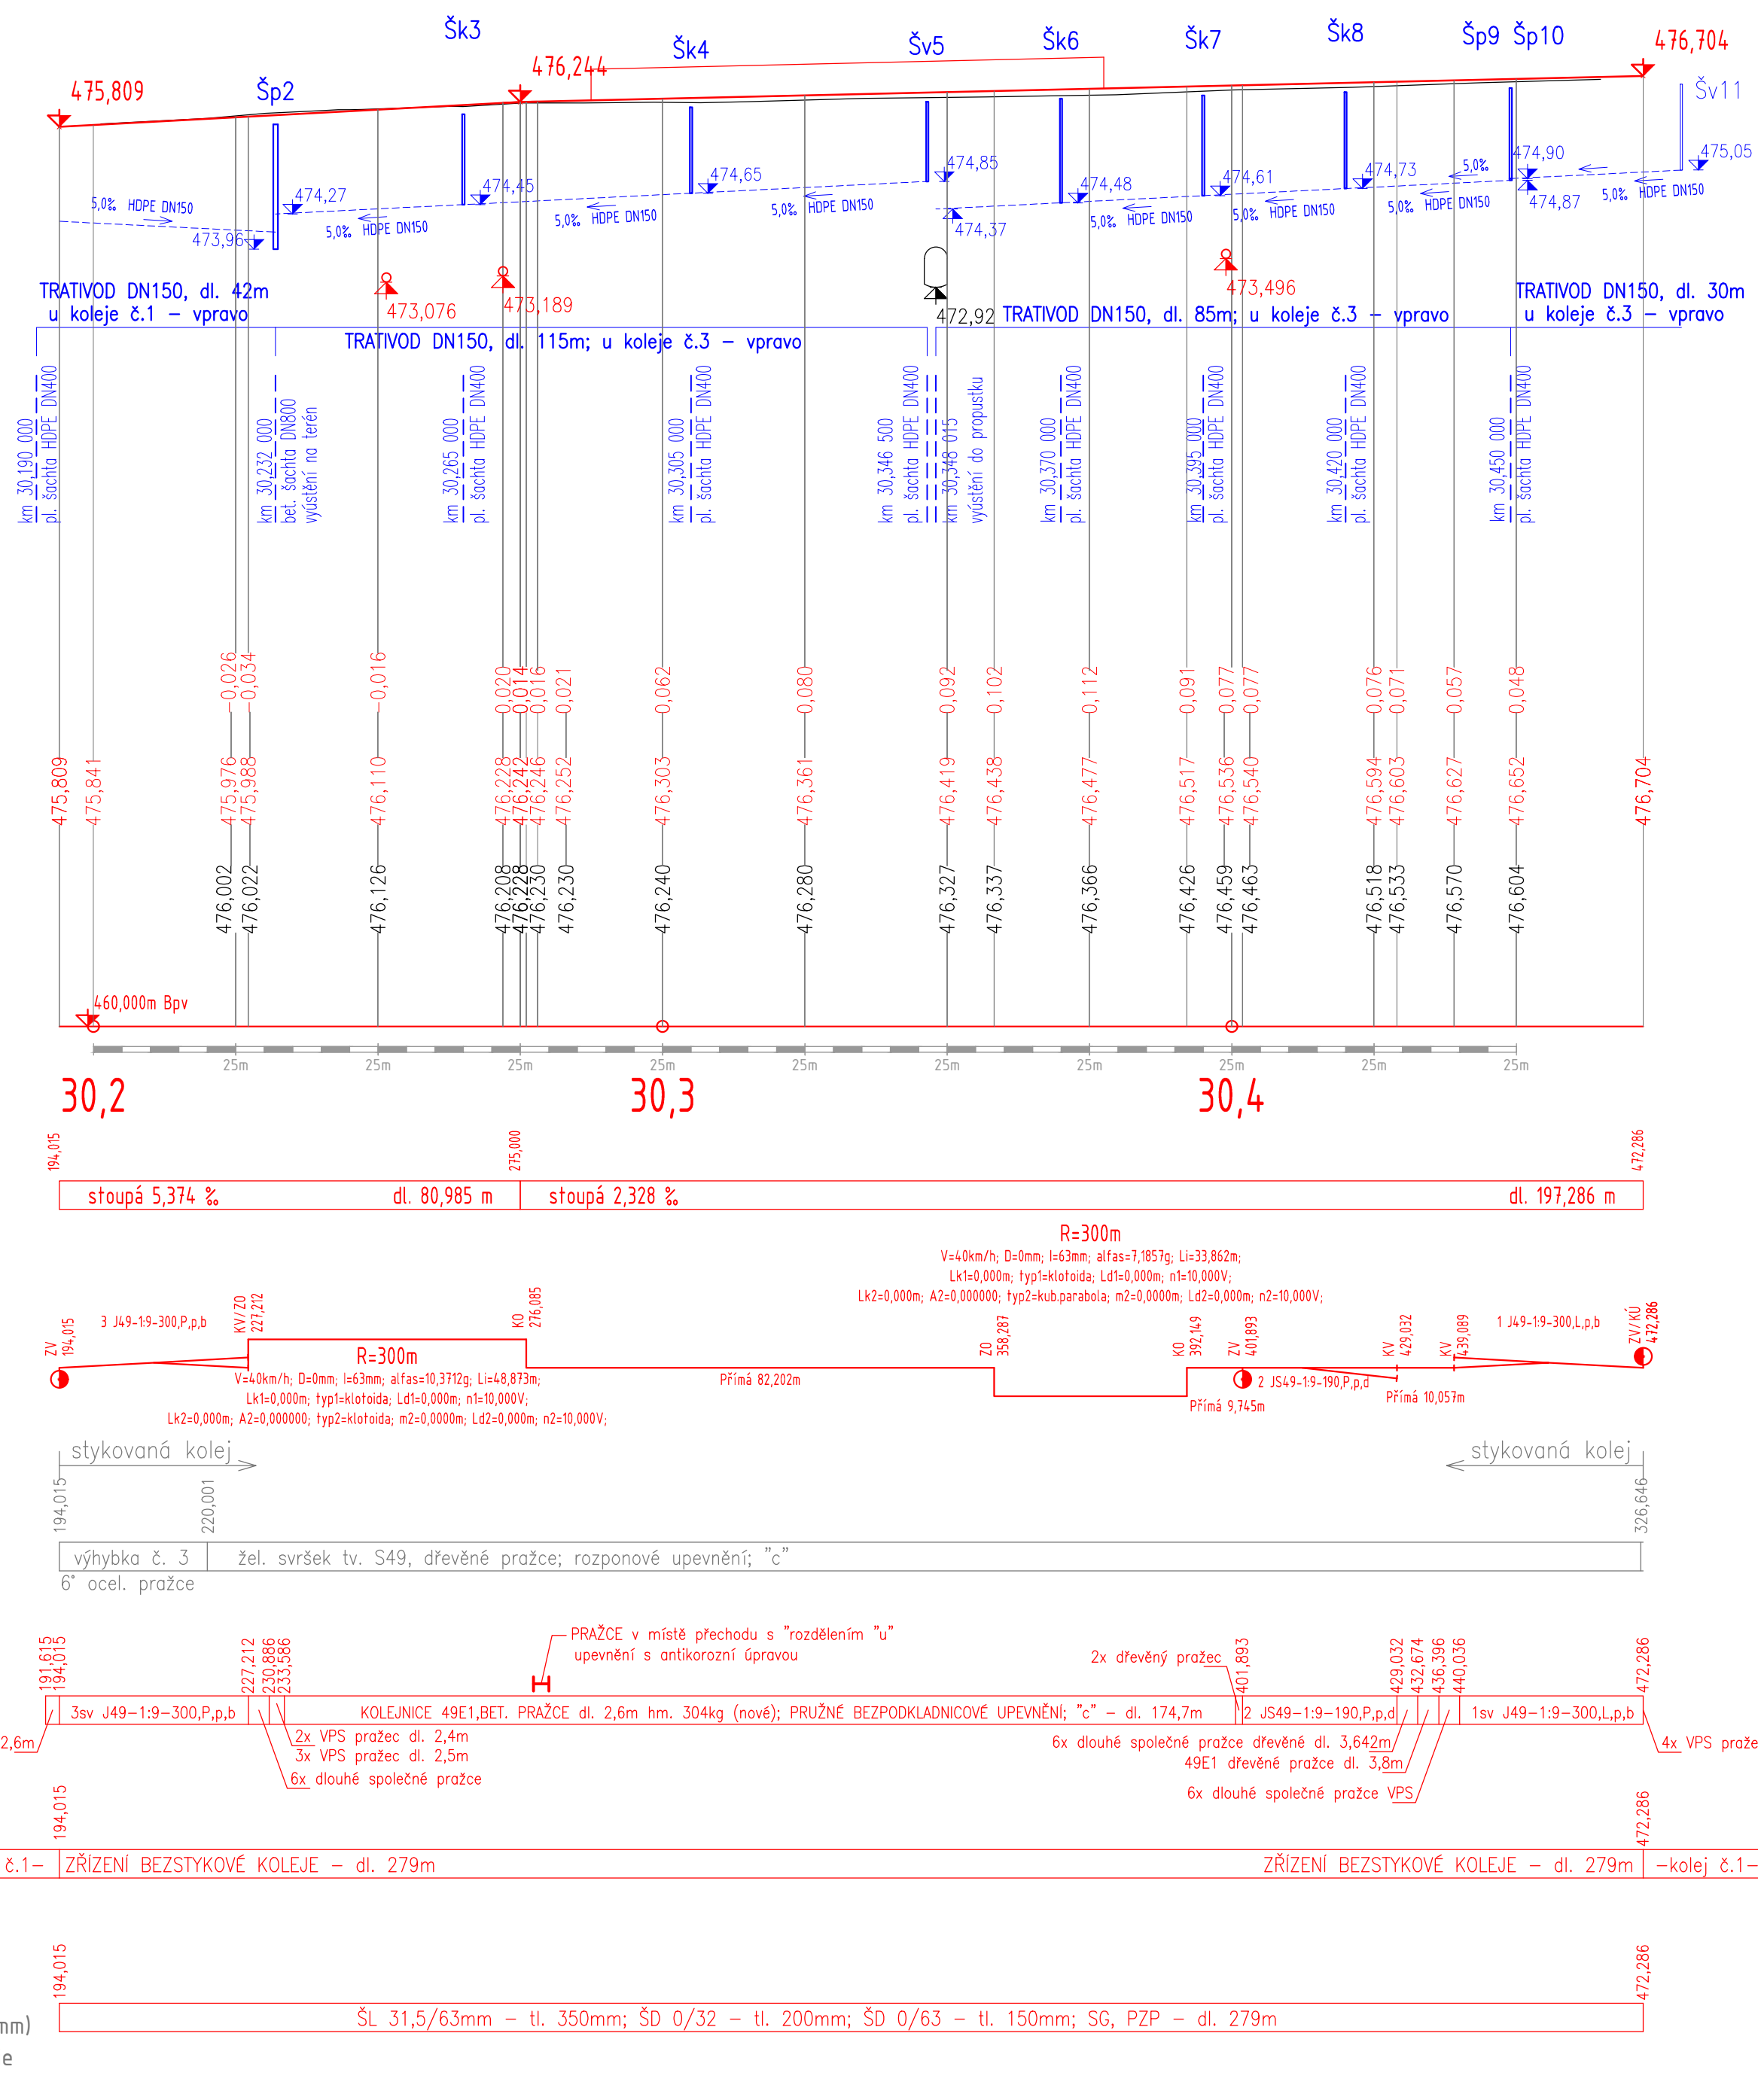 Šk3
Šk4
Šv5
Šk6
Šk7
Šk8
Šp9 Šp10
476,704
475,809
Šp2
476,244
Šv11
5,0‰ HDPE DN150
473,96
474,27
5,0‰ HDPE DN150
474,45
5,0‰ HDPE DN150
474,65
5,0‰ HDPE DN150
474,85
474,37
474,48
5,0‰ HDPE DN150
474,61
5,0‰ HDPE DN150
474,73
5,0‰ HDPE DN150
5,0‰
474,90
474,87
5,0‰ HDPE DN150
475,05
473,076
473,189
472,92
473,496
TRATIVOD DN150, dl. 42m
u koleje č.1 – vpravo
TRATIVOD DN150, dl. 115m; u koleje č.3 – vpravo
TRATIVOD DN150, dl. 85m; u koleje č.3 – vpravo
TRATIVOD DN150, dl. 30m
u koleje č.3 – vpravo
km 30,190 000
pl. šachta HDPE DN400
km 30,232 000
bet. šachta DN800
vyústění na terén
km 30,265 000
pl. šachta HDPE DN400
km 30,305 000
pl. šachta HDPE DN400
km 30,346 500
pl. šachta HDPE DN400
km 30,348 015
vyústění do propustku
km 30,370 000
pl. šachta HDPE DN400
km 30,395 000
pl. šachta HDPE DN400
km 30,420 000
pl. šachta HDPE DN400
km 30,450 000
pl. šachta HDPE DN400
-0,026
-0,034
-0,016
0,020
0,014
0,016
0,021
0,062
0,080
0,092
0,102
0,112
0,091
0,077
0,077
0,076
0,071
0,057
0,048
475,809
475,841
475,976
475,988
476,110
476,228
476,242
476,246
476,252
476,303
476,361
476,419
476,438
476,477
476,517
476,536
476,540
476,594
476,603
476,627
476,652
476,704
476,002
476,022
476,126
476,208
476,228
476,230
476,230
476,240
476,280
476,327
476,337
476,366
476,426
476,459
476,463
476,518
476,533
476,570
476,604
460,000m Bpv
25m
25m
25m
25m
25m
25m
25m
25m
25m
25m
30,2
30,3
30,4
194,015
275,000
472,286
stoupá 5,374 ‰
dl. 80,985 m
stoupá 2,328 ‰
dl. 197,286 m
R=300m
V=40km/h; D=0mm; I=63mm; alfas=7,1857g; Li=33,862m;
Lk1=0,000m; typ1=klotoida; Ld1=0,000m; n1=10,000V;
Lk2=0,000m; A2=0,000000; typ2=kub.parabola; m2=0,0000m; Ld2=0,000m; n2=10,000V;
ZV
194,015
3 J49-1:9-300,P,p,b
KV/ZO
227,212
KO
276,085
ZO
358,287
KO
392,149
ZV
401,893
KV
429,032
KV
439,089
1 J49-1:9-300,L,p,b
ZV/KÚ
472,286
R=300m
V=40km/h; D=0mm; I=63mm; alfas=10,3712g; Li=48,873m;
Lk1=0,000m; typ1=klotoida; Ld1=0,000m; n1=10,000V;
Lk2=0,000m; A2=0,000000; typ2=klotoida; m2=0,0000m; Ld2=0,000m; n2=10,000V;
Přímá 82,202m
Přímá 9,745m
2 JS49-1:9-190,P,p,d
Přímá 10,057m
stykovaná kolej
stykovaná kolej
194,015
220,001
326,646
výhybka č. 3
žel. svršek tv. S49, dřevěné pražce; rozponové upevnění; "c"
6° ocel. pražce
PRAŽCE v místě přechodu s "rozdělením "u"
upevnění s antikorozní úpravou
2x dřevěný pražec
191,615
194,015
227,212
230,886
233,586
401,893
429,032
432,674
436,396
440,036
472,286
3sv J49-1:9-300,P,p,b
KOLEJNICE 49E1,BET. PRAŽCE dl. 2,6m hm. 304kg (nové); PRUŽNÉ BEZPODKLADNICOVÉ UPEVNĚNÍ; "c" – dl. 174,7m
2 JS49-1:9-190,P,p,d
1sv J49-1:9-300,L,p,b
2,6m
2x VPS pražec dl. 2,4m
3x VPS pražec dl. 2,5m
6x dlouhé společné pražce
6x dlouhé společné pražce dřevěné dl. 3,642m
49E1 dřevěné pražce dl. 3,8m
6x dlouhé společné pražce VPS
4x VPS praže
194,015
472,286
č.1–
ZŘÍZENÍ BEZSTYKOVÉ KOLEJE – dl. 279m
ZŘÍZENÍ BEZSTYKOVÉ KOLEJE – dl. 279m
–kolej č.1–
194,015
472,286
ŠL 31,5/63mm – tl. 350mm; ŠD 0/32 – tl. 200mm; ŠD 0/63 – tl. 150mm; SG, PZP – dl. 279m
mm)
e